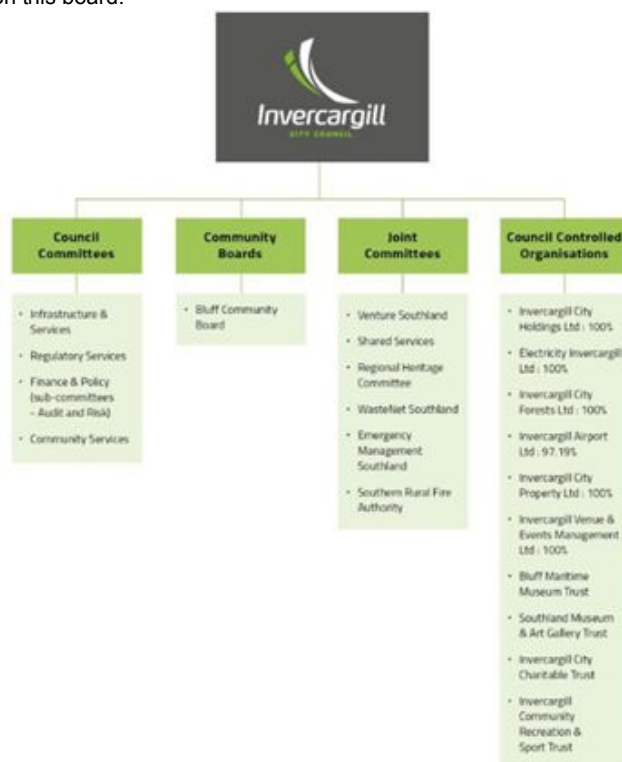 on this board.
Invercargill
CITY COUNCIL
Council
Committees
• Infrastructure &
Services
• Regulatory Services
• Finance & Policy
(sub-committees
- Audit and Risk)
• Community Services
Community
Boards
• Bluff Community
Board
Joint
Committees
• Venture Southland
• Shared Services
• Regional Heritage
Committee
• WasteNet Southland
• Emergency
Management
Southland
• Southern Rural Fire
Authority
Council Controlled
Organisations
• Invercargill City
Holdings Ltd : 100%
• Electricity Invercargill
Ltd : 100%
• Invercargill City
Forests Ltd : 100%
• Invercargill Airport
Ltd : 97.19%
• Invercargill City
Property Ltd : 100%
• Invercargill Venue &
Events Management
Ltd : 100%
• Bluff Maritime
Museum Trust
• Southland Museum
& Art Gallery Trust
• Invercargill City
Charitable Trust
• Invercargill
Community
Recreation &
Sport Trust